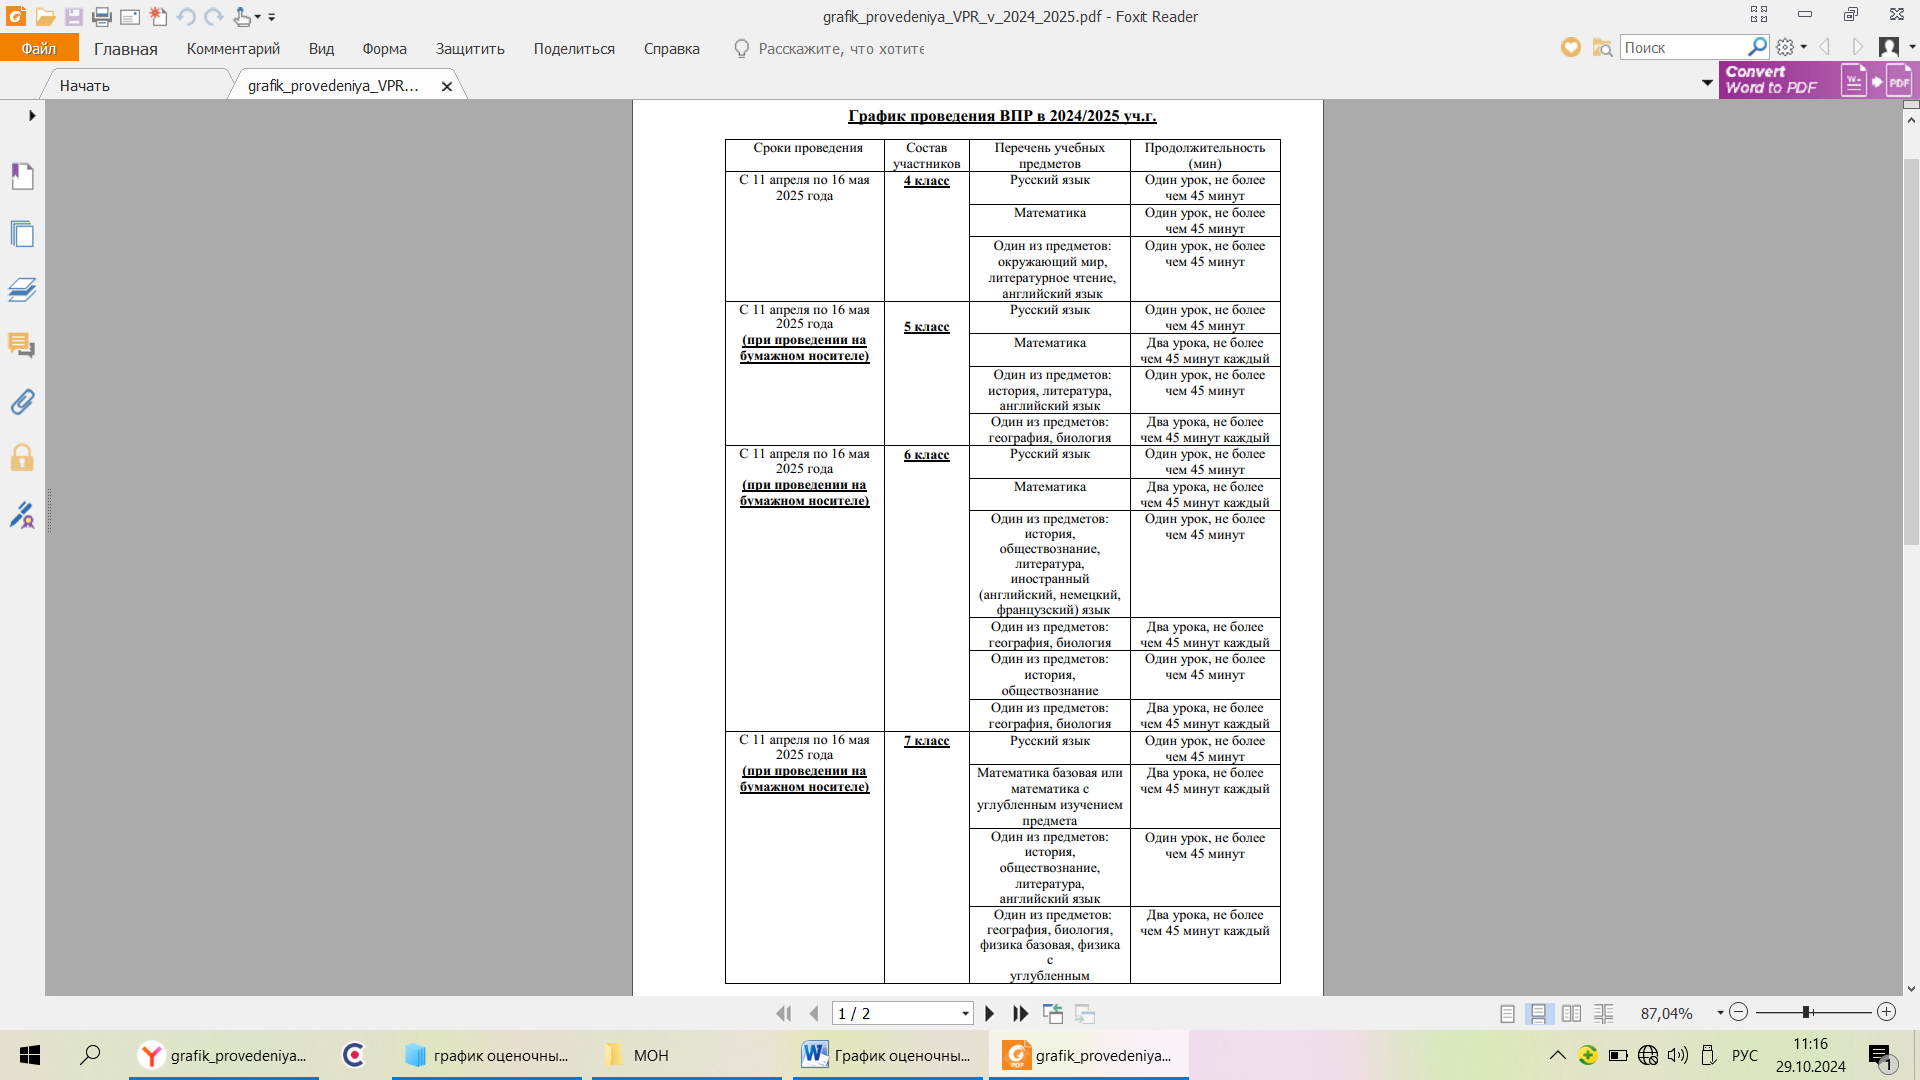 grafik_provedeniya_VPR_v_2024_2025.pdf - Foxit Reader
Файл Главная Комментарий Вид Форма Защитить Поделиться Справка Расскажите, что хотите Поиск
Начать grafik_provedeniya_VPR...
Convert
Word to PDF
График проведения ВПР в 2024/2025 уч.г.
Сроки проведения
Состав
участников
Перечень учебных
предметов
Продолжительность
(мин)
С 11 апреля по 16 мая
2025 года
4 класс
Русский язык
Один урок, не более
чем 45 минут
Математика
Один урок, не более
чем 45 минут
Один из предметов:
окружающий мир,
литературное чтение,
английский язык
Один урок, не более
чем 45 минут
С 11 апреля по 16 мая
2025 года
(при проведении на
бумажном носителе)
5 класс
Русский язык
Один урок, не более
чем 45 минут
Математика
Два урока, не более
чем 45 минут каждый
Один из предметов:
история, литература,
английский язык
Один урок, не более
чем 45 минут
Один из предметов:
география, биология
Два урока, не более
чем 45 минут каждый
С 11 апреля по 16 мая
2025 года
(при проведении на
бумажном носителе)
6 класс
Русский язык
Один урок, не более
чем 45 минут
Математика
Два урока, не более
чем 45 минут каждый
Один из предметов:
история,
обществознание,
литература,
иностранный
(английский, немецкий,
французский) язык
Один урок, не более
чем 45 минут
Один из предметов:
география, биология
Два урока, не более
чем 45 минут каждый
Один из предметов:
история,
обществознание
Один урок, не более
чем 45 минут
Один из предметов:
география, биология
Два урока, не более
чем 45 минут каждый
С 11 апреля по 16 мая
2025 года
(при проведении на
бумажном носителе)
7 класс
Русский язык
Один урок, не более
чем 45 минут
Математика базовая или
математика с
углубленным изучением
предмета
Два урока, не более
чем 45 минут каждый
Один из предметов:
история,
обществознание,
литература,
английский язык
Один урок, не более
чем 45 минут
Один из предметов:
география, биология,
физика базовая, физика
с
углубленным
Два урока, не более
чем 45 минут каждый
1 / 2
87,04%
grafik_provedeniya...
график оценочны...
МОН
График оценочны...
grafik_provedeniya...
РУС
11:16
29.10.2024
1